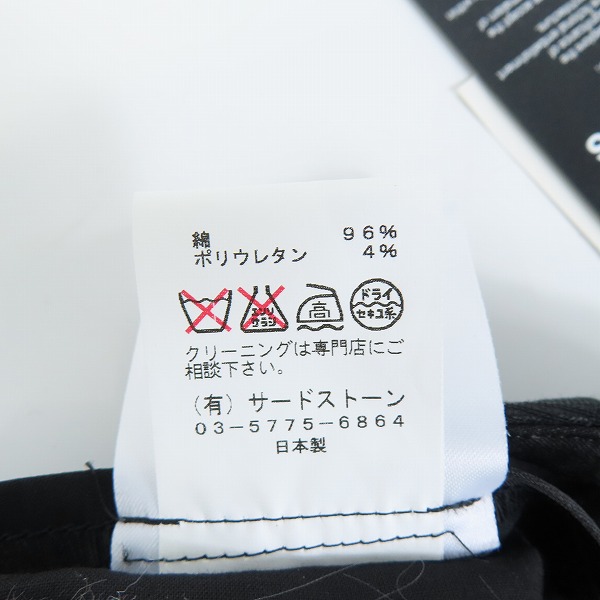 綿 96%
ポリウレタン 4%
エンソ
サラシ
高
ドライ
セキユ系
クリーニングは専門店にご
相談下さい。
(有) サードストーン
03-5775-6864
日本製